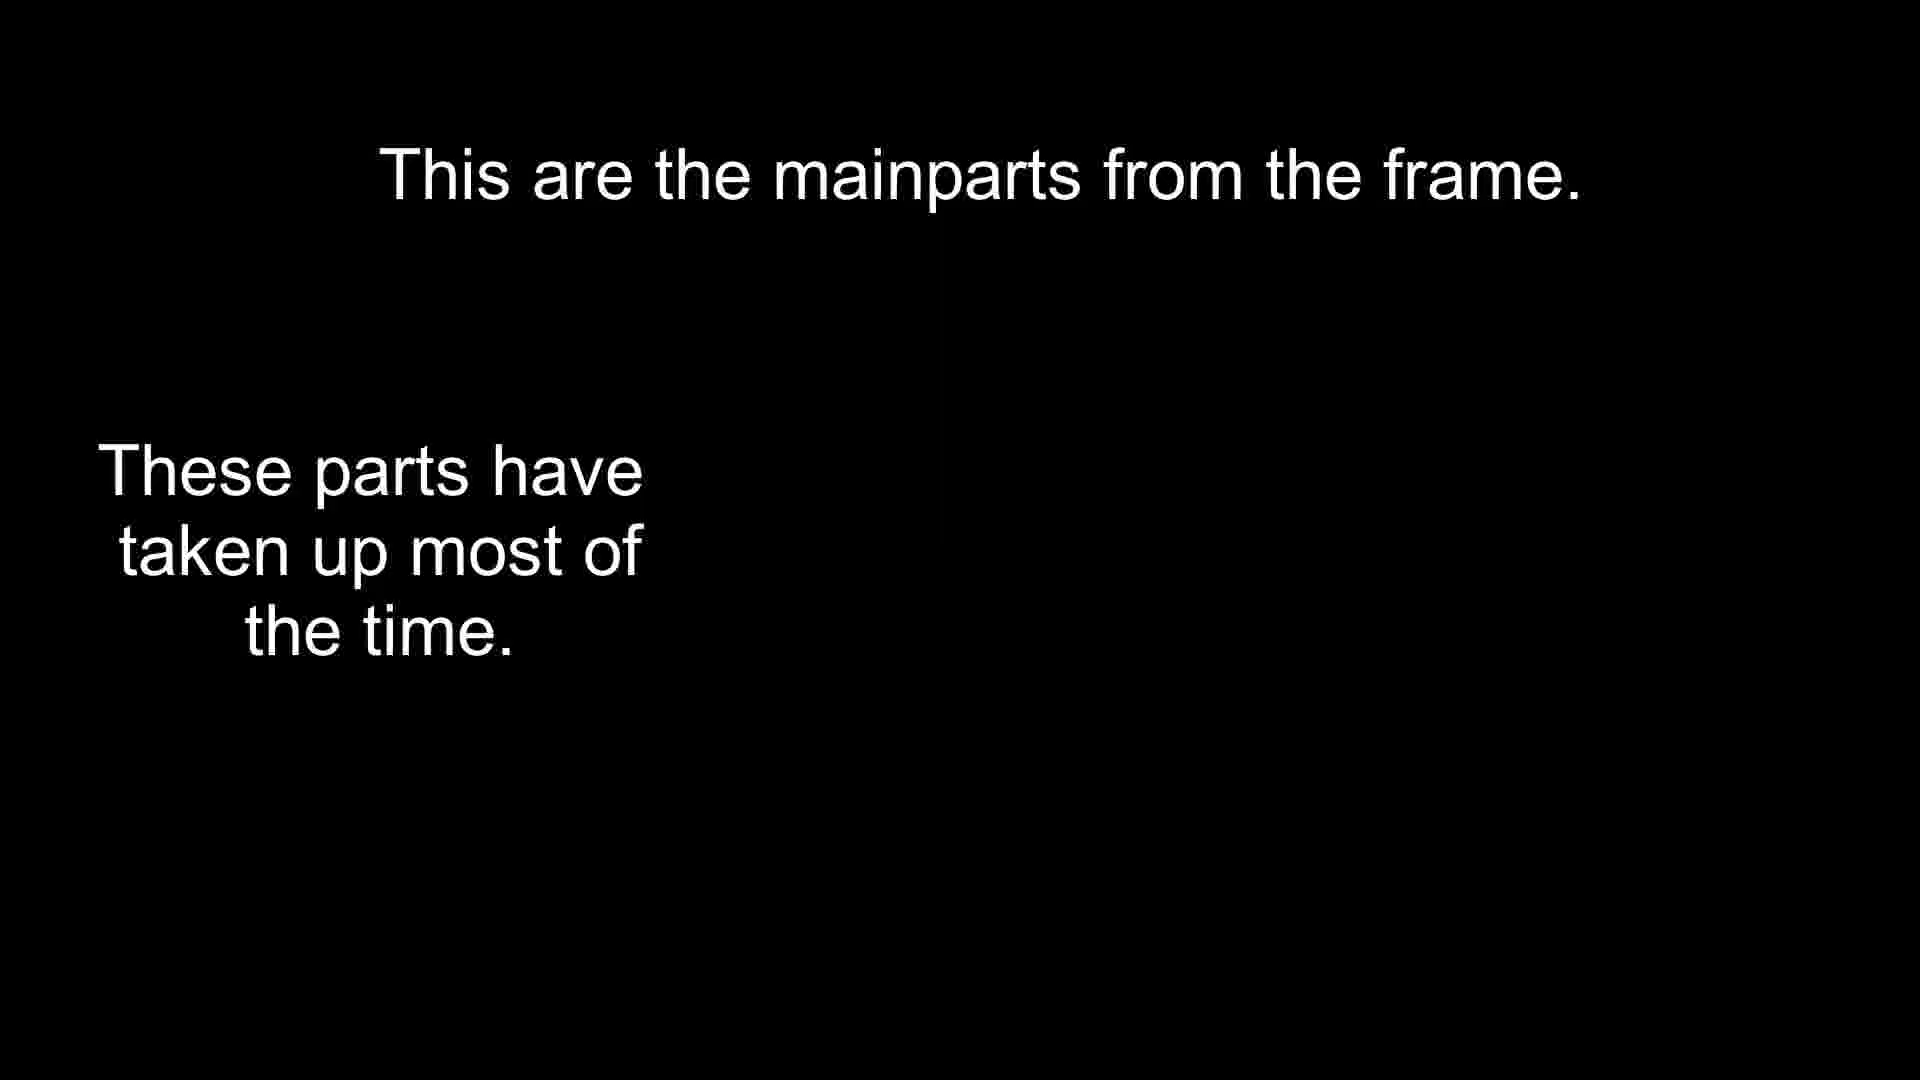 This are the mainparts from the frame.
These parts have
taken up most of
the time.